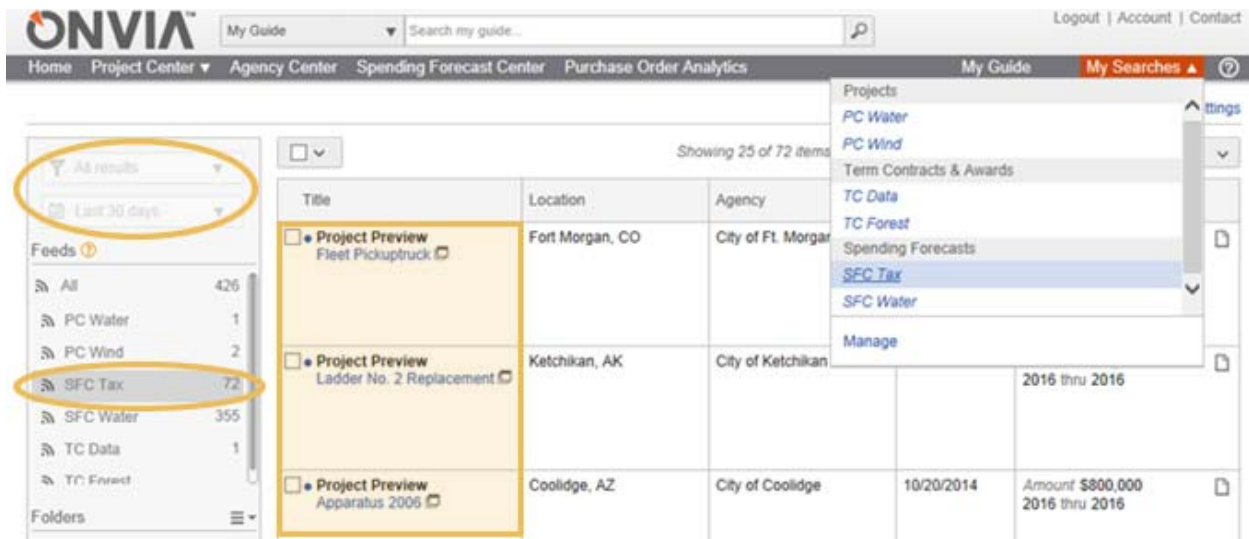 ONVIA™
My Guide
Search my guide...
Logout | Account | Contact
Home Project Center Agency Center Spending Forecast Center Purchase Order Analytics My Guide My Searches
Projects
PC Water
PC Wind
Term Contracts & Awards
TC Data
TC Forest
Spending Forecasts
SFC Tax
SFC Water
Manage
ttings
All results
Last 30 days
Feeds
All 426
PC Water 1
PC Wind 2
SFC Tax 72
SFC Water 355
TC Data 1
TC Forest
Folders
Showing 25 of 72 items
Title Location Agency
Project Preview Fort Morgan, CO City of Ft. Morgan
Fleet Pickuptruck
Project Preview Ketchikan, AK City of Ketchikan
Ladder No. 2 Replacement
2016 thru 2016
Project Preview Coolidge, AZ City of Coolidge 10/20/2014 Amount $800,000
Apparatus 2006 2016 thru 2016